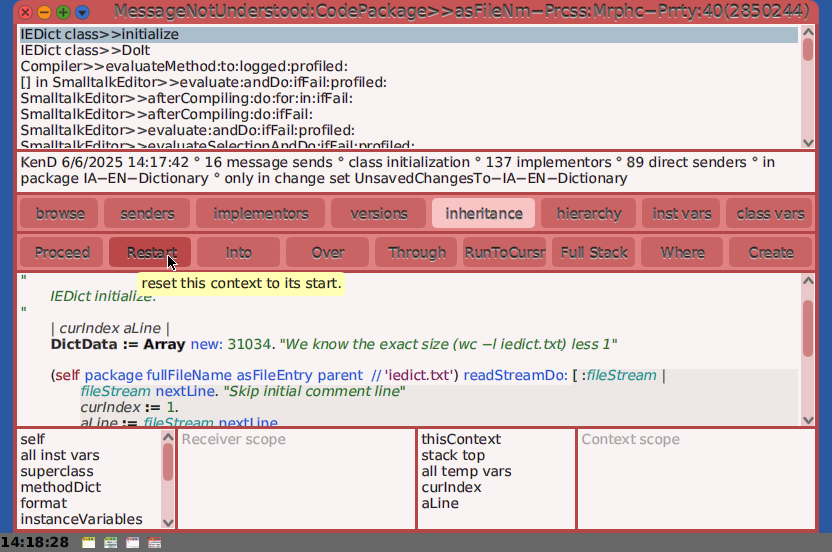 MessageNotUnderstood:CodePackage>>asFileNm−Prcss:Mrphc−Prrty:40(2850244)
IEDict class>>initialize
IEDict class>>DoIt
Compiler>>evaluateMethod:to:logged:profiled:
[] in SmalltalkEditor>>evaluate:andDo:ifFail:profiled:
SmalltalkEditor>>afterCompiling:do:for:in:ifFail:
SmalltalkEditor>>afterCompiling:do:ifFail:
SmalltalkEditor>>evaluate:andDo:ifFail:profiled:
SmalltalkEditor>>evaluateSelectionAndDo:ifFail:profiled:
KenD 6/6/2025 14:17:42 ° 16 message sends ° class initialization ° 137 implementors ° 89 direct senders ° in
package IA−EN−Dictionary ° only in change set UnsavedChangesTo−IA−EN−Dictionary
browse senders implementors versions inheritance hierarchy inst vars class vars
Proceed Restart Into Over Through RunToCursr Full Stack Where Create
reset this context to its start.
"
IEDict initialize.
"
| curIndex aLine |
DictData := Array new: 31034. "We know the exact size (wc −l iedict.txt) less 1"
(self package fullFileName asFileEntry parent // 'iedict.txt') readStreamDo: [ :fileStream |
fileStream nextLine. "Skip initial comment line"
curIndex := 1.
aLine := fileStream nextLine.
self
all inst vars
superclass
methodDict
format
instanceVariables
Receiver scope
thisContext
stack top
all temp vars
curIndex
aLine
Context scope
14:18:28